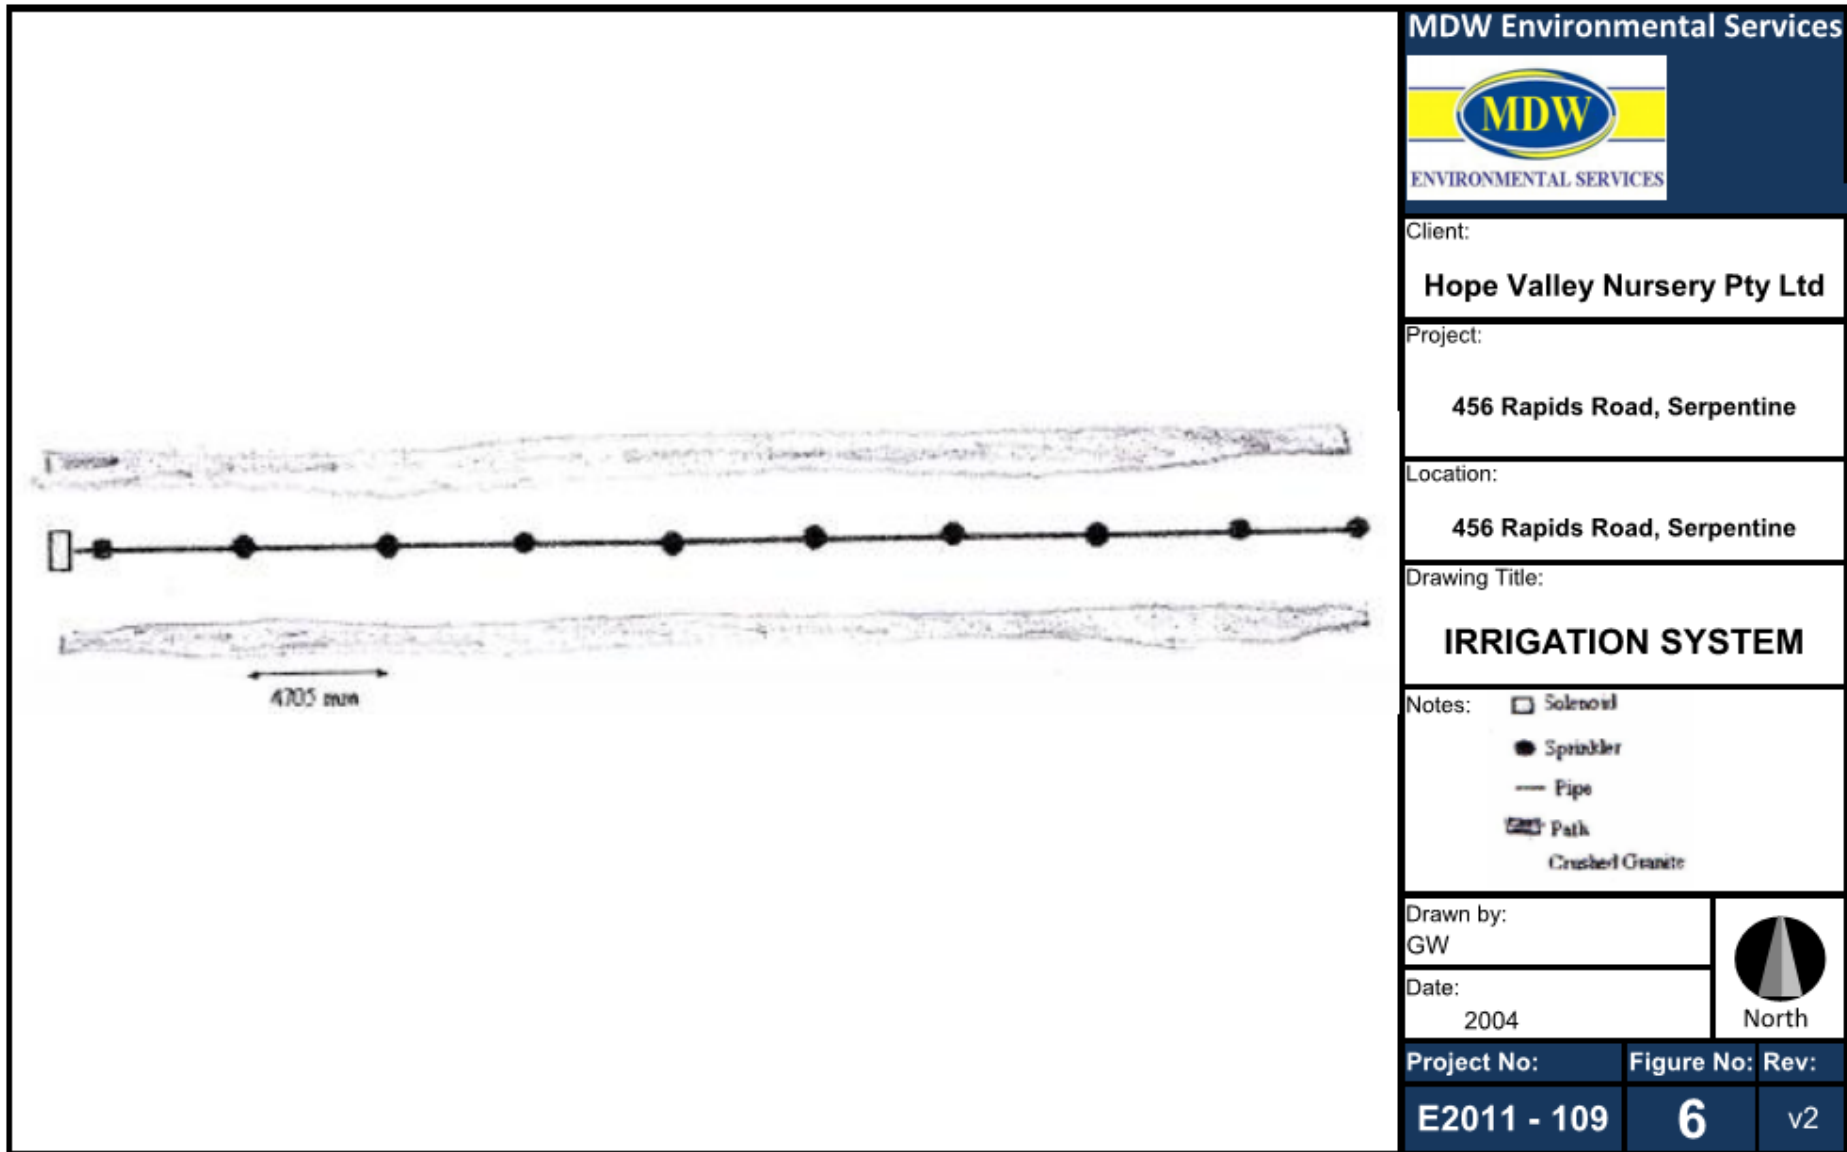 4705 mm
MDW Environmental Services
MDW
ENVIRONMENTAL SERVICES
Client:
Hope Valley Nursery Pty Ltd
Project:
456 Rapids Road, Serpentine
Location:
456 Rapids Road, Serpentine
Drawing Title:
IRRIGATION SYSTEM
Notes:
Solenoid
Sprinkler
Pipe
Path
Crushed Granite
Drawn by:
GW
Date:
2004
North
Project No: Figure No: Rev:
E2011 - 109 6 v2